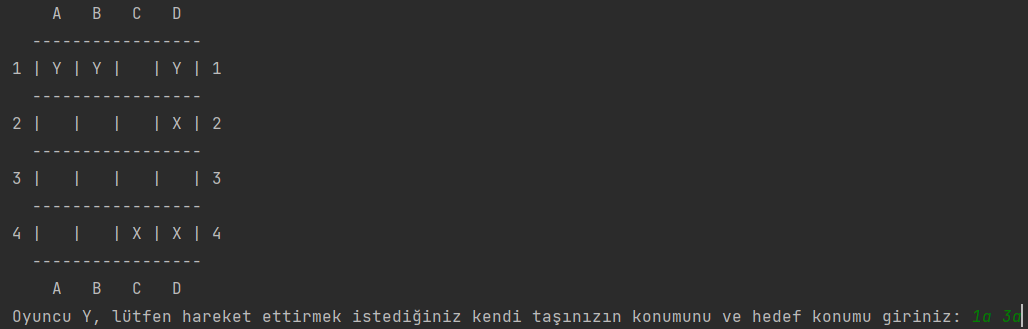 A   B   C   D
  -----------------
1 | Y | Y |   | Y | 1
  -----------------
2 |   |   |   | X | 2
  -----------------
3 |   |   |   |   | 3
  -----------------
4 |   |   | X | X | 4
  -----------------
    A   B   C   D
Oyuncu Y, lütfen hareket ettirmek istediğiniz kendi taşınızın konumunu ve hedef konumu giriniz: 1a 3a